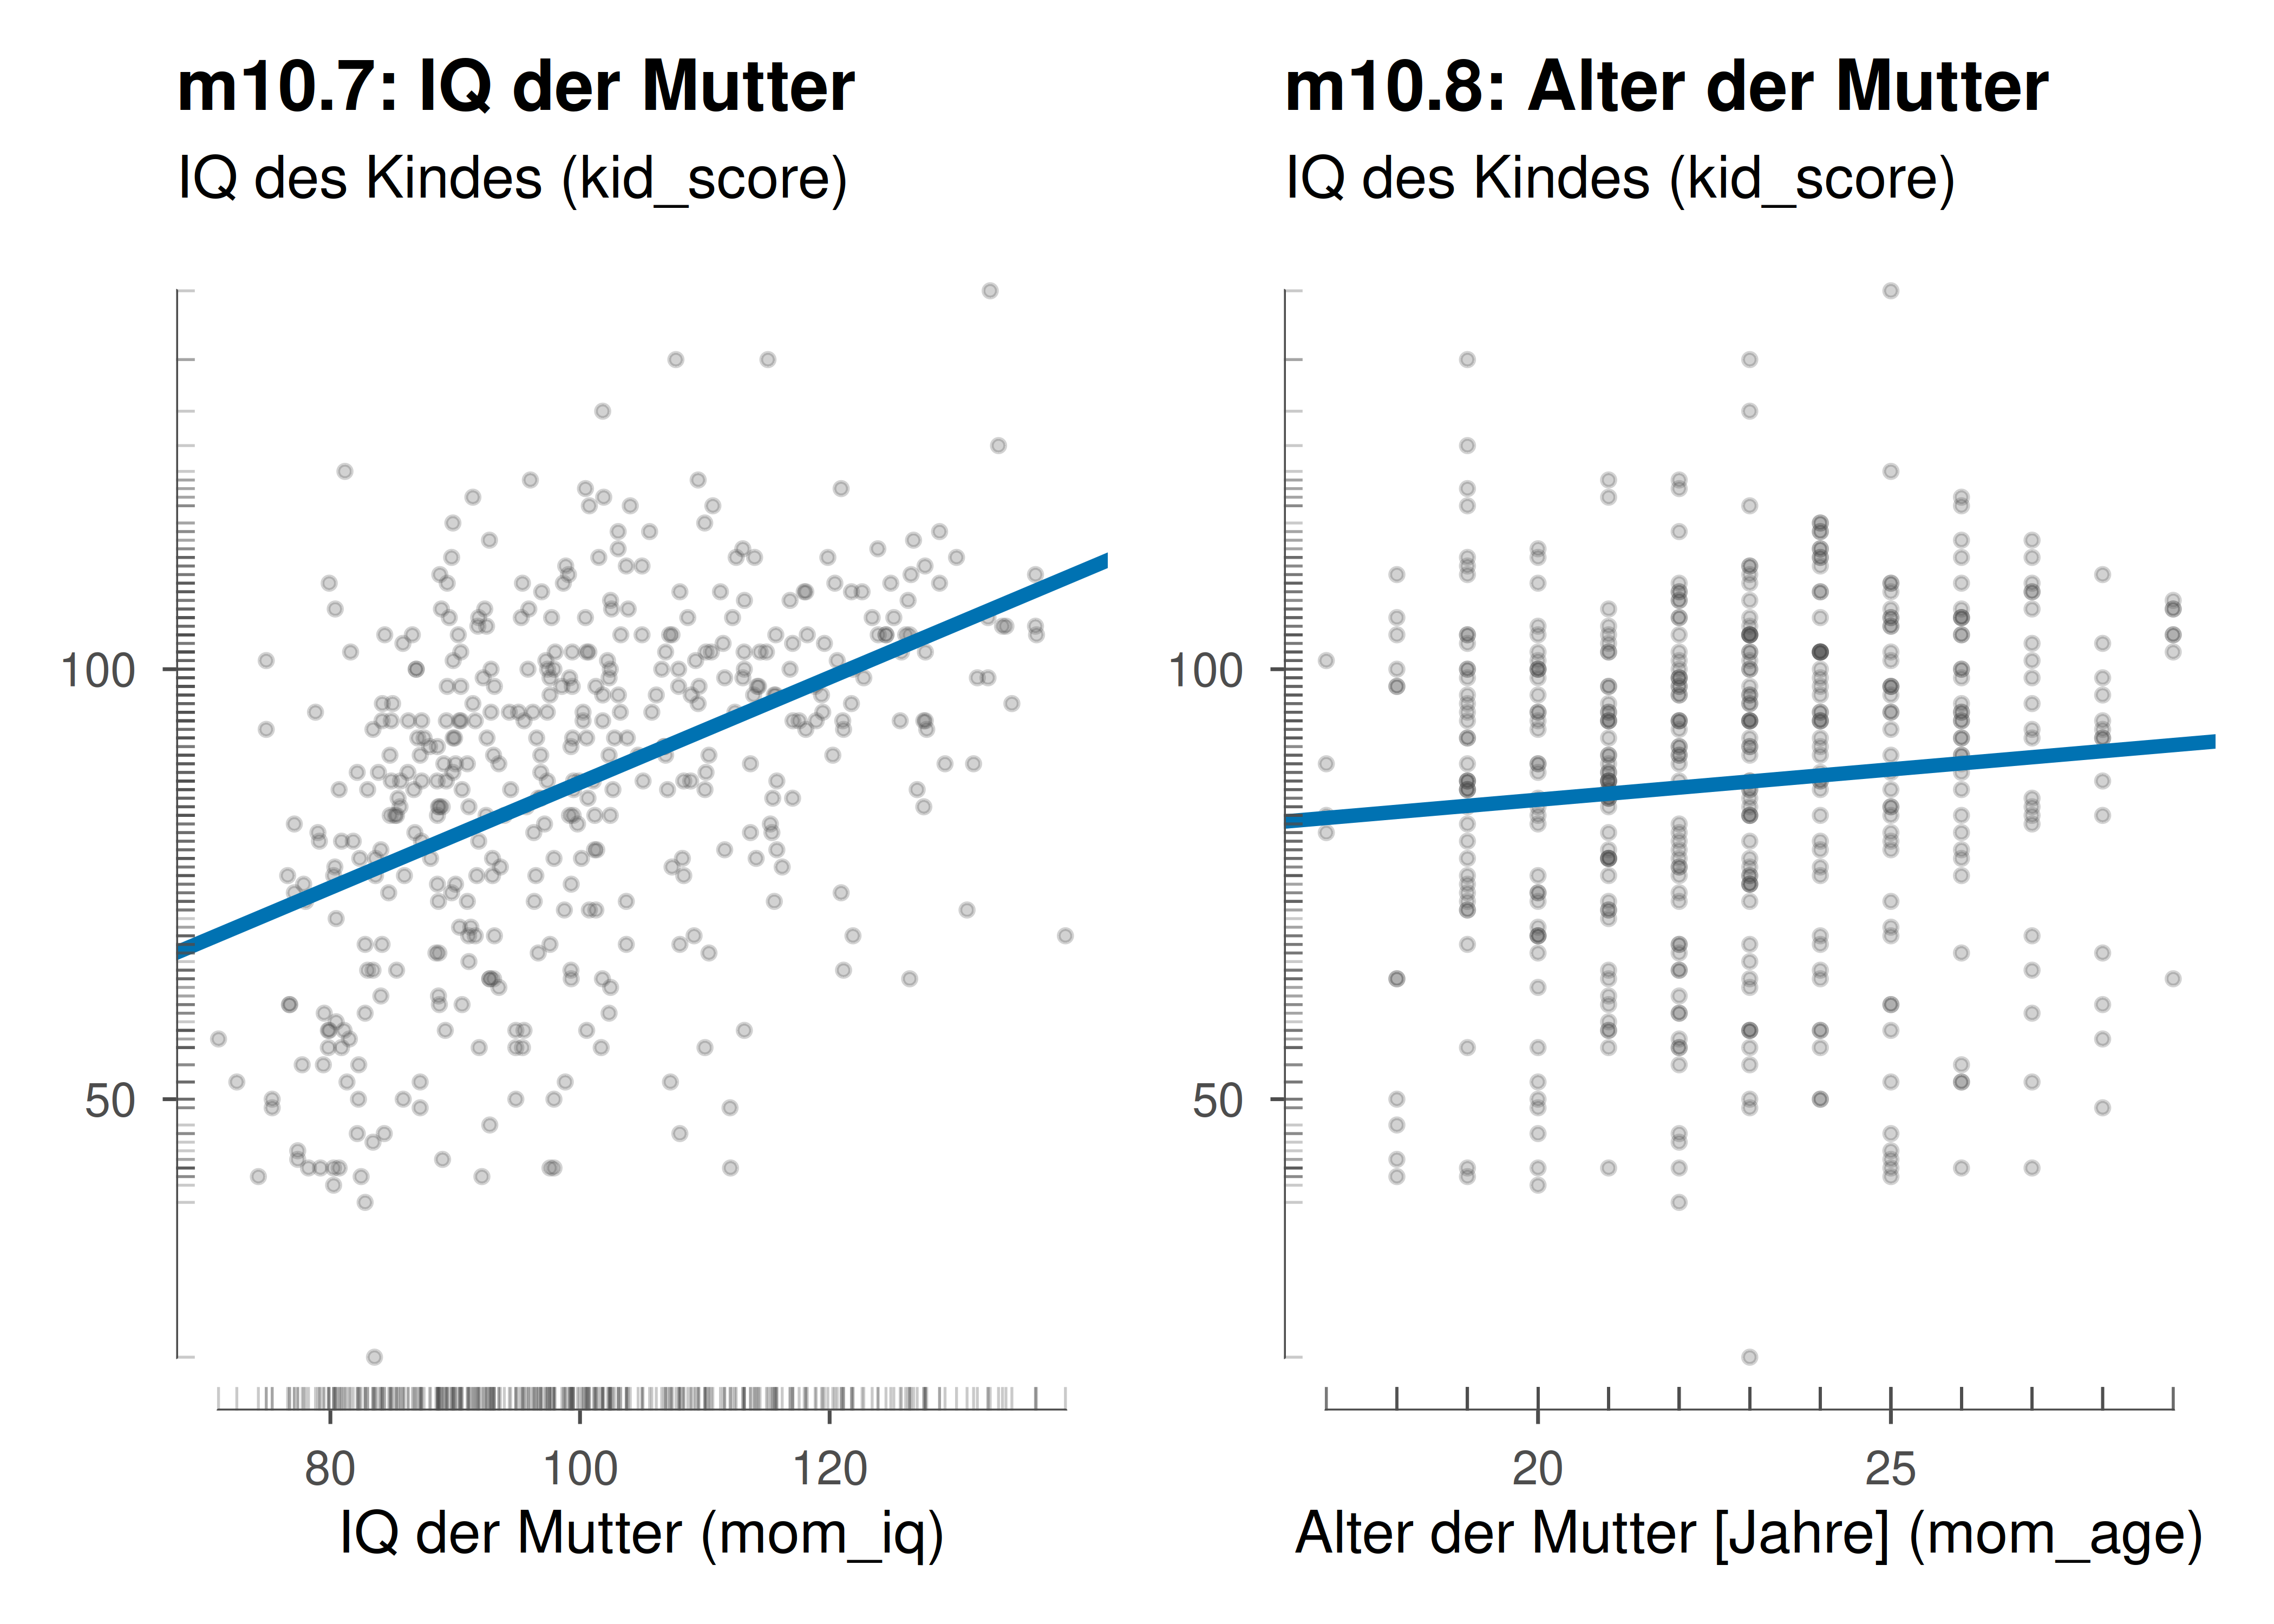 m10.7: IQ der Mutter
IQ des Kindes (kid_score)
100
50
80 100 120
IQ der Mutter (mom_iq)
m10.8: Alter der Mutter
IQ des Kindes (kid_score)
100
50
20 25
Alter der Mutter [Jahre] (mom_age)